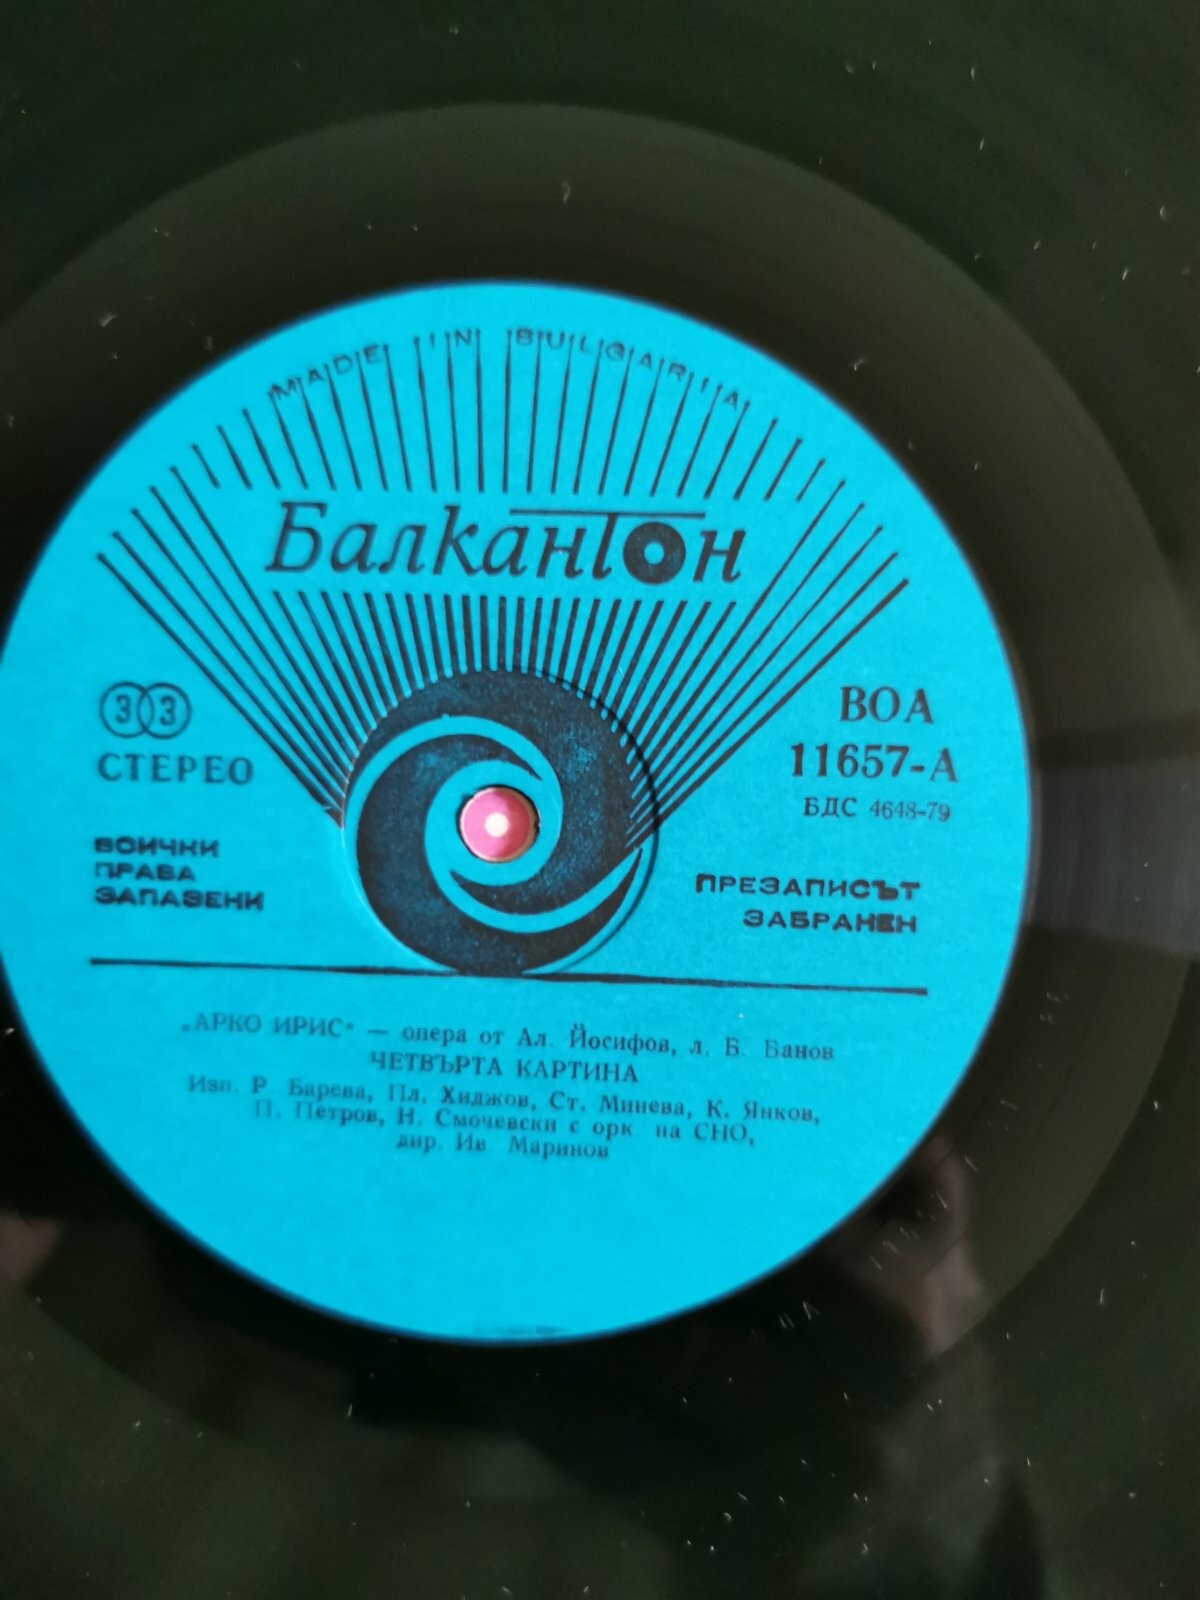 MADE IN BULGARIA
Балкантон
33
СТЕРЕО
ВОА
11657-А
БДС 4648-79
ВСИЧКИ
ПРАВА
ЗАПАЗЕНИ
ПРЕЗАПИСЪТ
ЗАБРАНЕН
„АРКО ИРИС" — опера от Ал. Йосифов, л. Б. Банов
ЧЕТВЪРТА КАРТИНА
Изп. Р. Барева, Пл. Хиджов, Ст. Минева, К. Янков,
П. Петров, Н. Смочевски с орк на СНО,
дир. Ив. Маринов